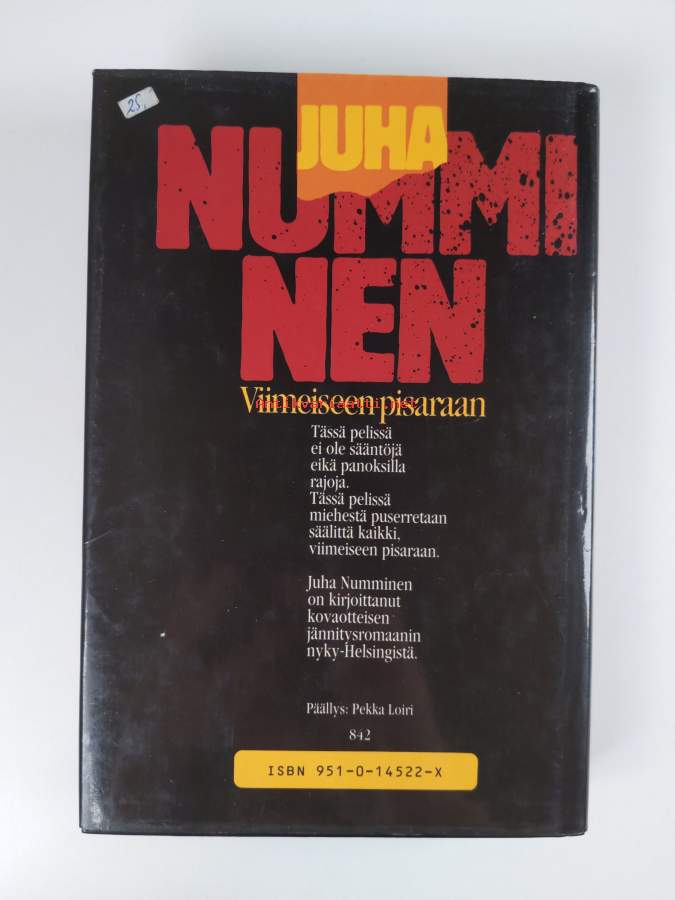 25,
JUHA
NUMMI
NEN
Viimeiseen pisaraan
antikvariaatti.net
Tässä pelissä
ei ole sääntöjä
eikä panoksilla
rajoja.
Tässä pelissä
miehestä puserretaan
säälittä kaikki,
viimeiseen pisaraan.
Juha Numminen
on kirjoittanut
kovaotteisen
jännitysromaanin
nyky-Helsingistä.
Päällys: Pekka Loiri
842
ISBN 951-0-14522-X